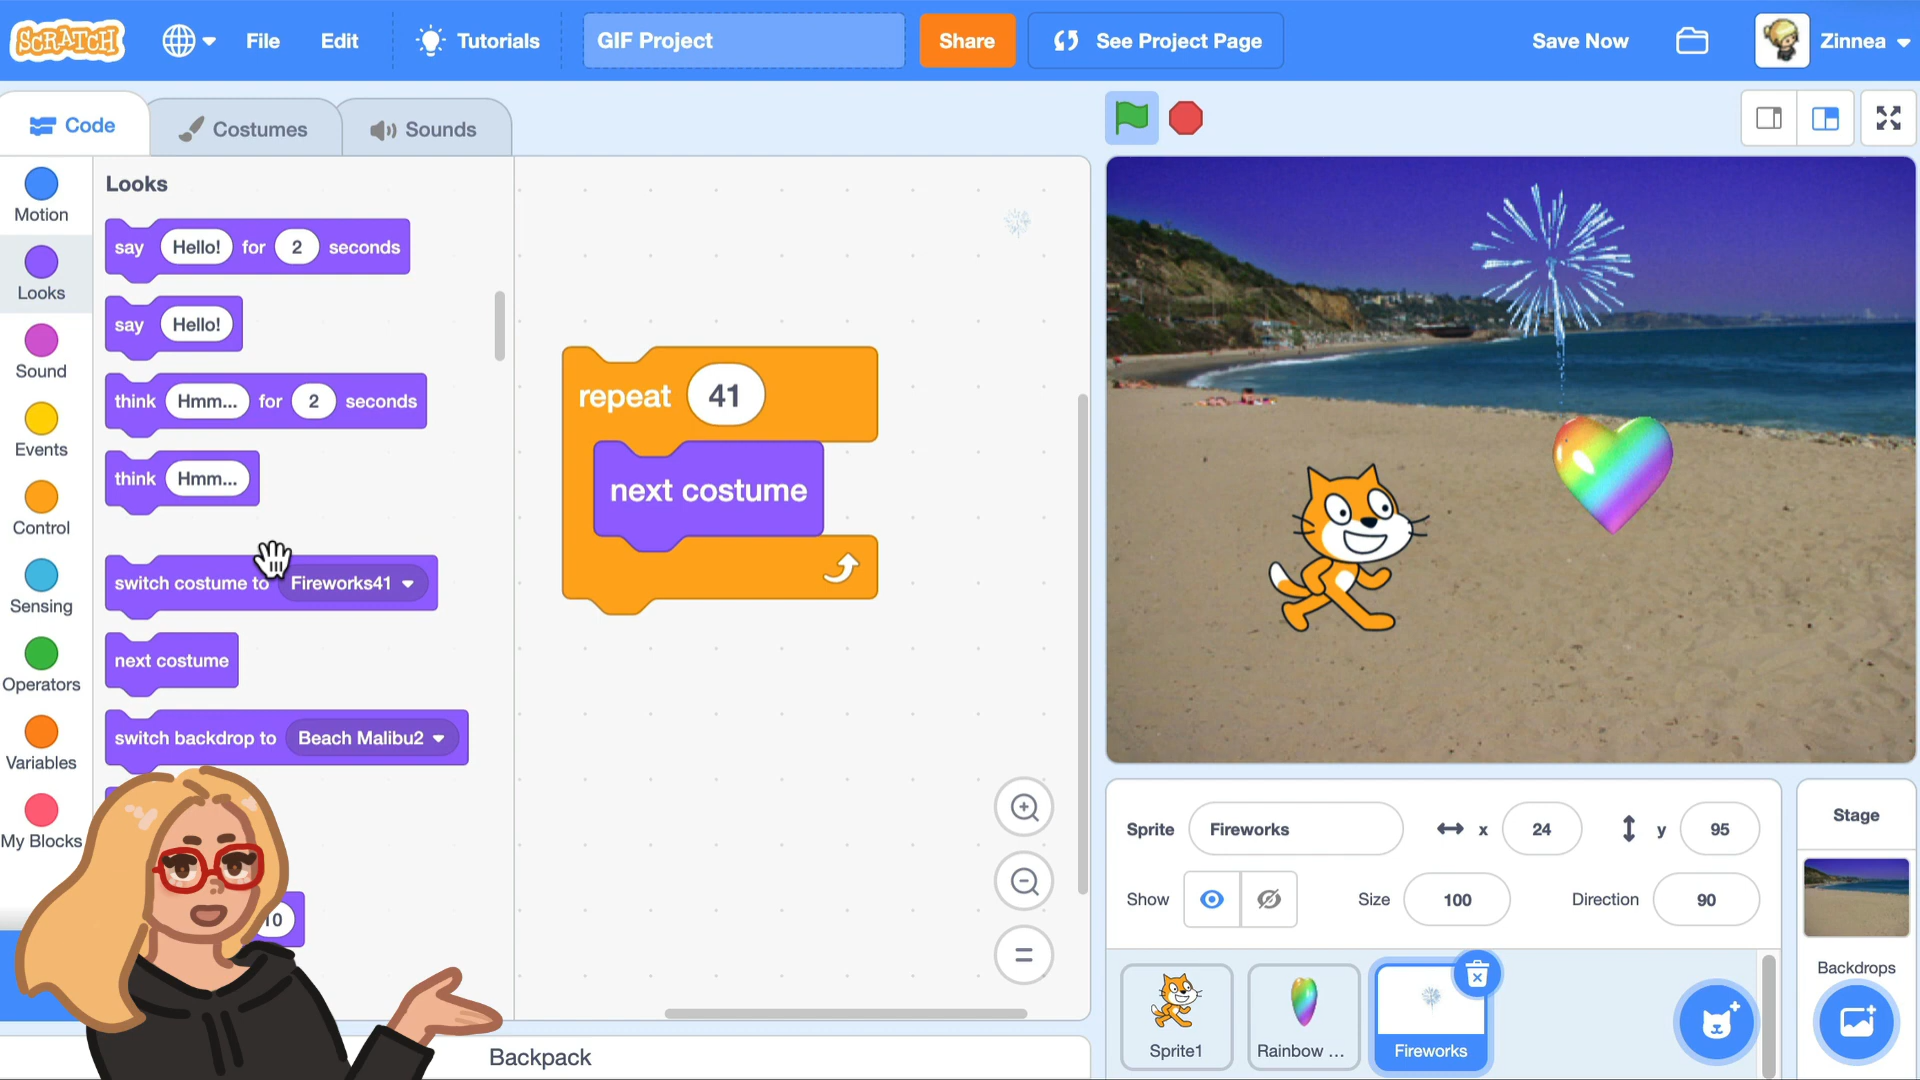 SCRATCH
File
Edit
Tutorials
GIF Project
Share
See Project Page
Save Now
Zinnea
Code
Costumes
Sounds
Motion
Looks
Sound
Events
Control
Sensing
Operators
Variables
My Blocks
Looks
say Hello! for 2 seconds
say Hello!
think Hmm... for 2 seconds
think Hmm...
switch costume to Fireworks41
next costume
switch backdrop to Beach Malibu2
10
repeat 41
next costume
Backpack
Sprite Fireworks x 24 y 95
Show Size 100 Direction 90
Sprite1
Rainbow ...
Fireworks
Stage
Backdrops